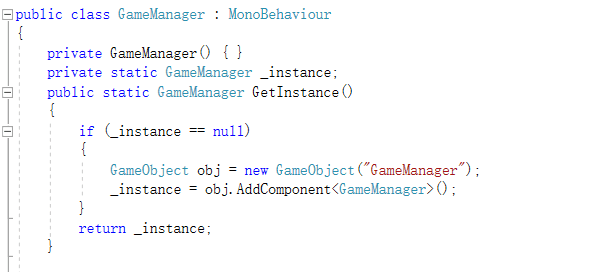 public class GameManager : MonoBehaviour
{
private GameManager() { }
private static GameManager _instance;
public static GameManager GetInstance()
{
if (_instance == null)
{
GameObject obj = new GameObject("GameManager");
_instance = obj.AddComponent<GameManager>();
}
return _instance;
}